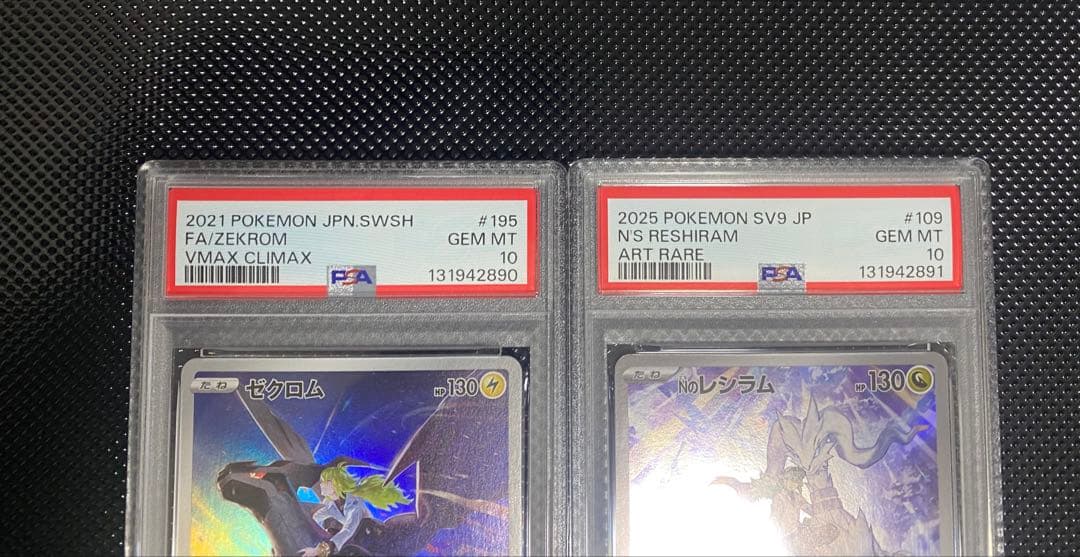 2021 POKEMON JPN.SWSH #195
FA/ZEKROM GEM MT
VMAX CLIMAX 10
PSA 131942890
たね ゼクロム HP 130
2025 POKEMON SV9 JP #109
N'S RESHIRAM GEM MT
ART RARE 10
PSA 131942891
たね Nのレシラム HP 130